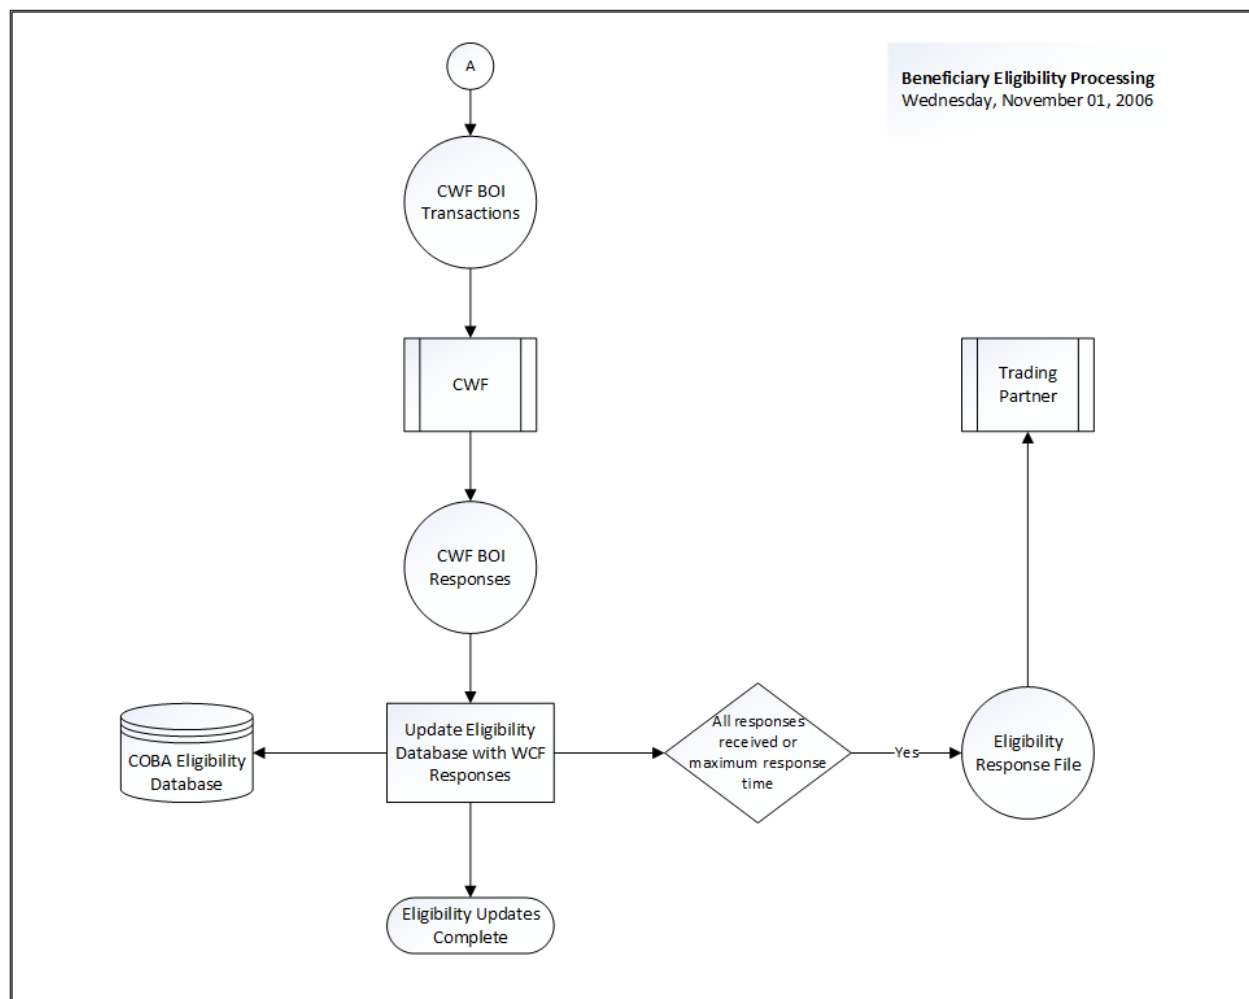 A
Beneficiary Eligibility Processing
Wednesday, November 01, 2006
CWF BOI
Transactions
CWF
Trading
Partner
CWF BOI
Responses
COBA Eligibility
Database
Update Eligibility
Database with WCF
Responses
All responses
received or
maximum response
time
Yes
Eligibility
Response File
Eligibility Updates
Complete